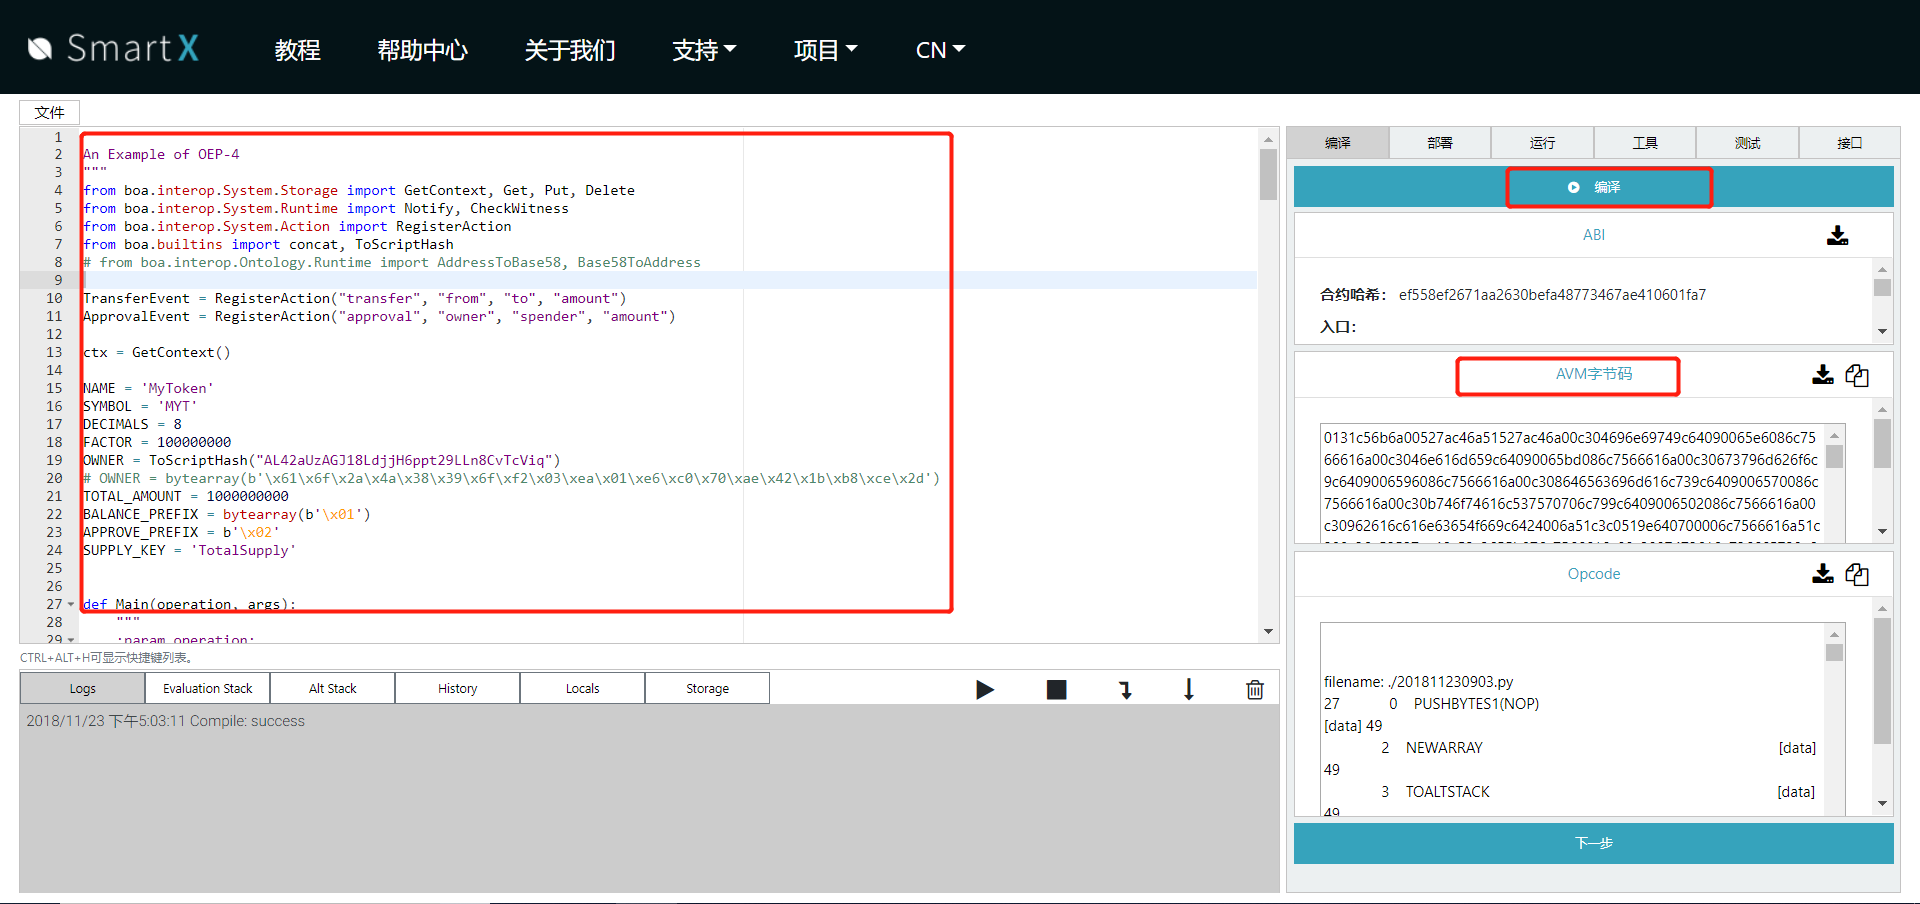 SmartX 教程 帮助中心 关于我们 支持 项目 CN
文件
1
2 An Example of OEP-4
3 """
4 from boa.interop.System.Storage import GetContext, Get, Put, Delete
5 from boa.interop.System.Runtime import Notify, CheckWitness
6 from boa.interop.System.Action import RegisterAction
7 from boa.builtins import concat, ToScriptHash
8 # from boa.interop.Ontology.Runtime import AddressToBase58, Base58ToAddress
9
10 TransferEvent = RegisterAction("transfer", "from", "to", "amount")
11 ApprovalEvent = RegisterAction("approval", "owner", "spender", "amount")
12
13 ctx = GetContext()
14
15 NAME = 'MyToken'
16 SYMBOL = 'MYT'
17 DECIMALS = 8
18 FACTOR = 100000000
19 OWNER = ToScriptHash("AL42aUzAGJ18LdjjH6ppt29LLn8CvTcViq")
20 # OWNER = bytearray(b'\x61\x6f\x2a\x4a\x38\x39\x6f\xf2\x03\xea\x01\xe6\xc0\x70\xae\x42\x1b\xb8\xce\x2d')
21 TOTAL_AMOUNT = 1000000000
22 BALANCE_PREFIX = bytearray(b'\x01')
23 APPROVE_PREFIX = b'\x02'
24 SUPPLY_KEY = 'TotalSupply'
25
26
27 def Main(operation, args):
28 """
29 :param operation:
CTRL+ALT+H可显示快捷键列表。
Logs Evaluation Stack Alt Stack History Locals Storage
2018/11/23 下午5:03:11 Compile: success
编译 部署 运行 工具 测试 接口
编译
ABI
合约哈希： ef558ef2671aa2630befa48773467ae410601fa7
入口：
AVM字节码
0131c56b6a00527ac46a51527ac46a00c304696e69749c64090065e6086c75
66616a00c3046e616d659c64090065bd086c7566616a00c30673796d626f6c
9c6409006596086c7566616a00c308646563696d616c739c6409006570086c
7566616a00c30b746f74616c537570706c799c6409006502086c7566616a00
c30962616c616e63654f669c6424006a51c3c0519e640700006c7566616a51c
Opcode
filename: ./201811230903.py
27 0 PUSHBYTES1(NOP)
[data] 49
2 NEWARRAY [data]
49
3 TOALTSTACK [data]
49
下一步